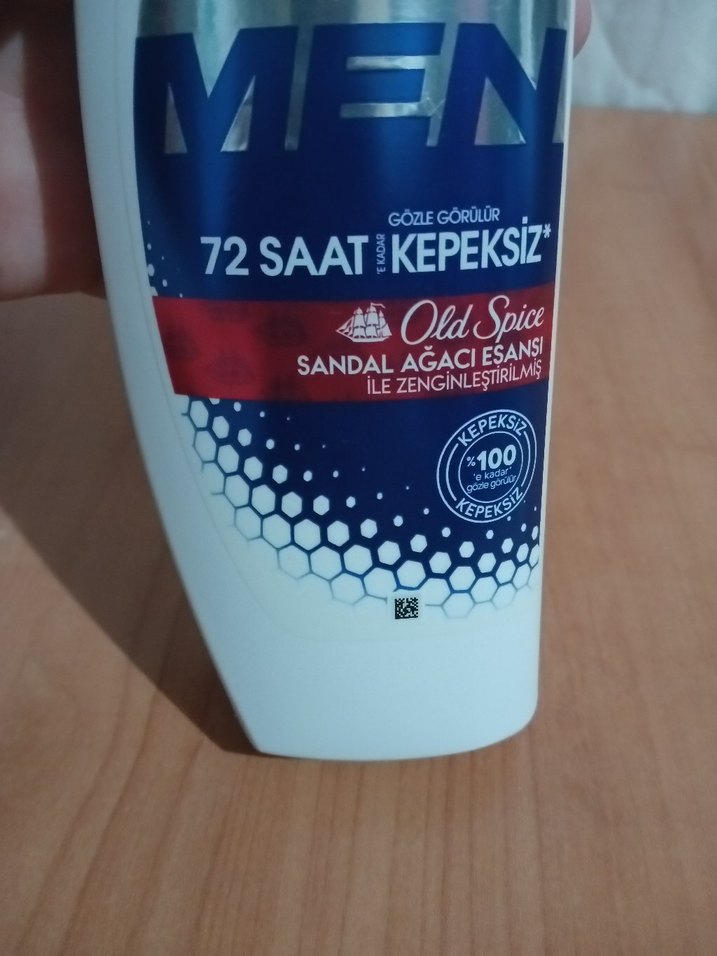 MEN
GÖZLE GÖRÜLÜR
72 SAAT 'E KADAR KEPEKSİZ*
Old Spice
SANDAL AĞACI ESANSI
İLE ZENGİNLEŞTİRİLMİŞ
KEPEKSİZ
%100
'e kadar
gözle görülür
KEPEKSİZ